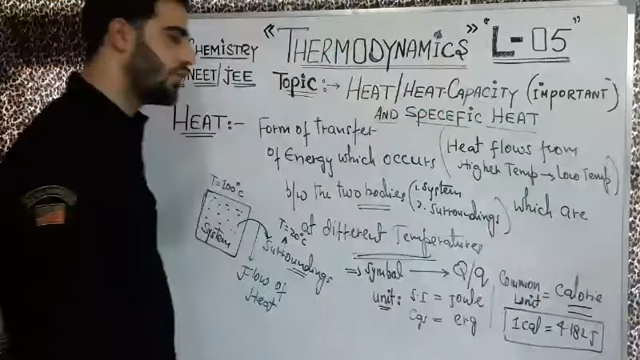 CHEMISTRY
NEET/JEE
"THERMODYNAMICS" "L-05"
Topic:→ HEAT/HEAT-CAPACITY (IMPORTANT)
AND SPECEFIC HEAT
HEAT:- Form of Transfer
of Energy which occurs
(Heat flows from
Higher Temp → Low Temp)
b/w The two bodies (1. System
2. Surroundings) which are
at different Temperatures
T=100°C
System
T=20°C
Surroundings
Flow of
Heat
⇒ Symbol → Q/q
unit: S.I = joule
Cgs = erg
Common unit = calorie
1cal = 4.182 J